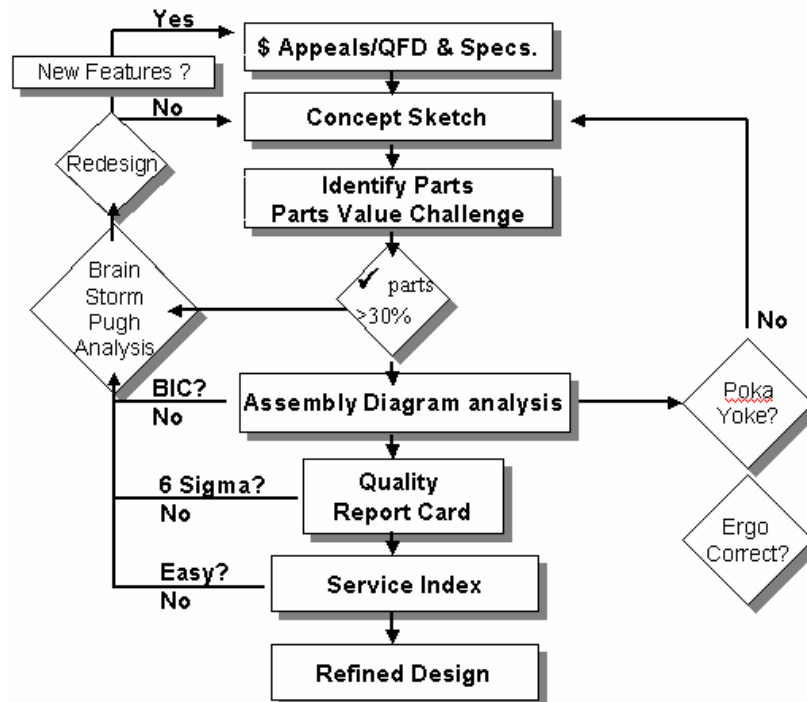 Yes
$ Appeals/QFD & Specs.
New Features ?
No
Concept Sketch
Redesign
Identify Parts
Parts Value Challenge
Brain
Storm
Pugh
Analysis
✓ parts
>30%
No
BIC?
No
Assembly Diagram analysis
Poka
Yoke?
6 Sigma?
No
Quality
Report Card
Ergo
Correct?
Easy?
No
Service Index
Refined Design